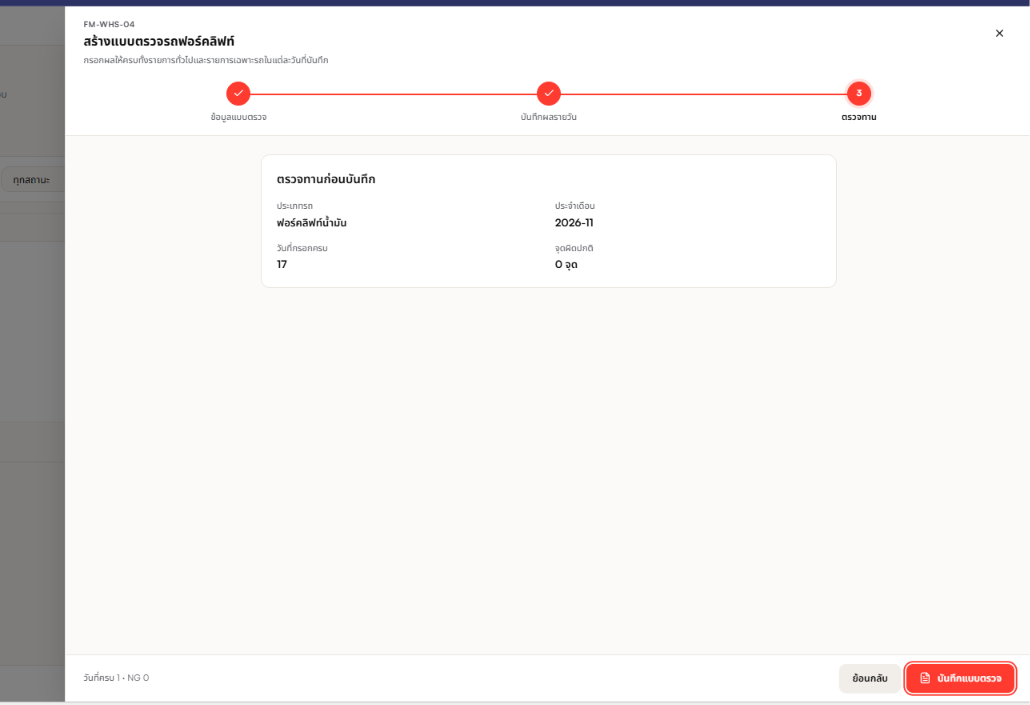 FM-WHS-04
สร้างแบบตรวจรถฟอร์คลิฟท์
กรอกผลให้ครบทั้งรายการทั่วไปและรายการเฉพาะรถในแต่ละวันที่บันทึก
3
ข้อมูลแบบตรวจ
บันทึกผลรายวัน
ตรวจทาน
ทุกสถานะ
ตรวจทานก่อนบันทึก
ประเภทรถ
ประจำเดือน
ฟอร์คลิฟท์น้ำมัน
2026-11
วันที่กรอกครบ
จุดผิดปกติ
17
0 จุด
วันที่ครบ 1 • NG 0
ย้อนกลับ
บันทึกแบบตรวจ